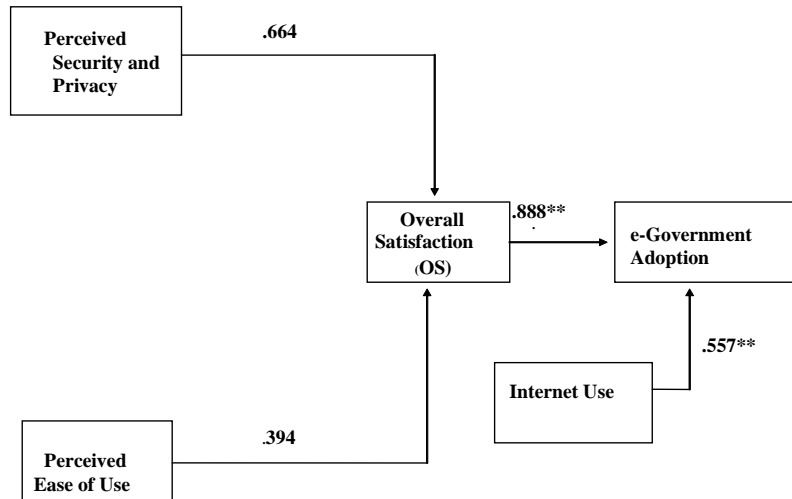 Perceived
Security and
Privacy
.664
Overall
Satisfaction
(OS)
.888**
.
e-Government
Adoption
.557**
Internet Use
.394
Perceived
Ease of Use